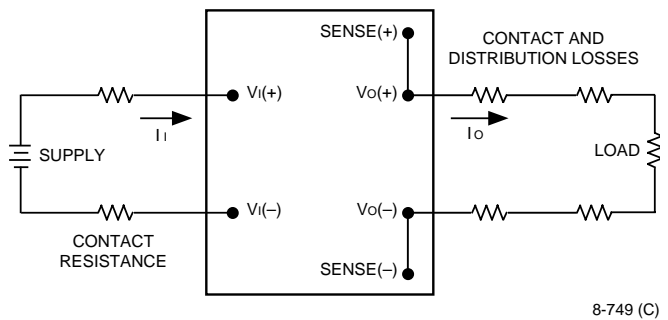 SENSE(+)
CONTACT AND
DISTRIBUTION LOSSES
VI(+)
VO(+)
II
IO
SUPPLY
LOAD
VI(–)
VO(–)
CONTACT
RESISTANCE
SENSE(–)
8-749 (C)